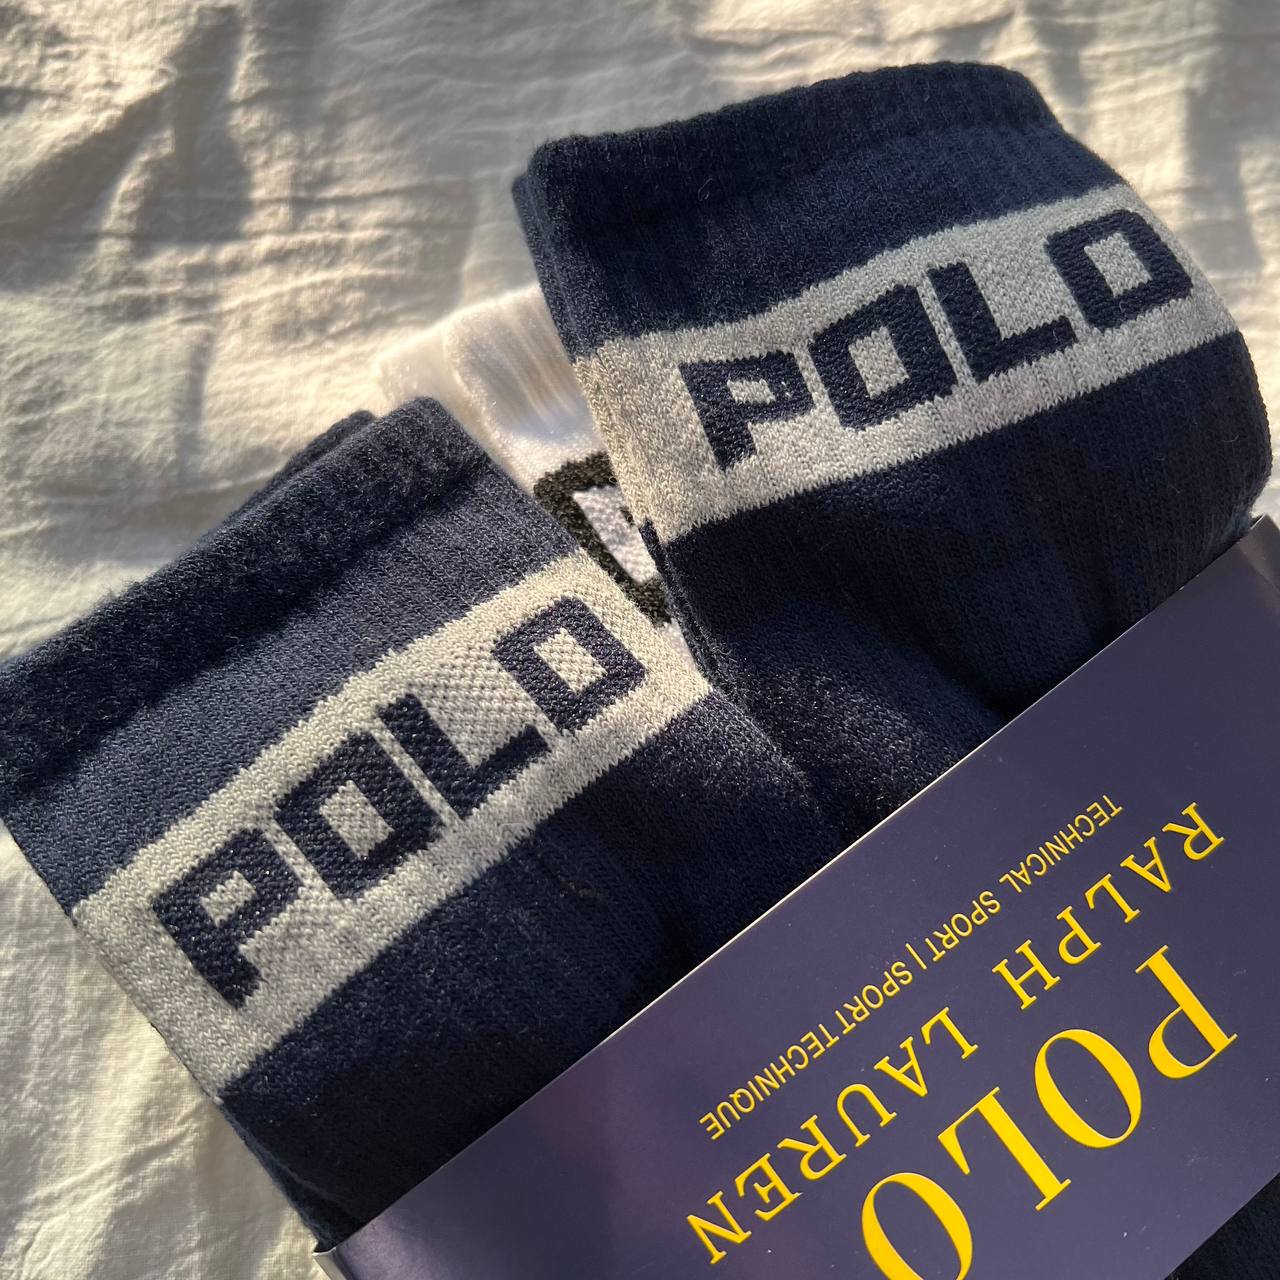 POLO
POLO
POLO
RALPH LAUREN
TECHNICAL SPORT | SPORT TECHNIQUE